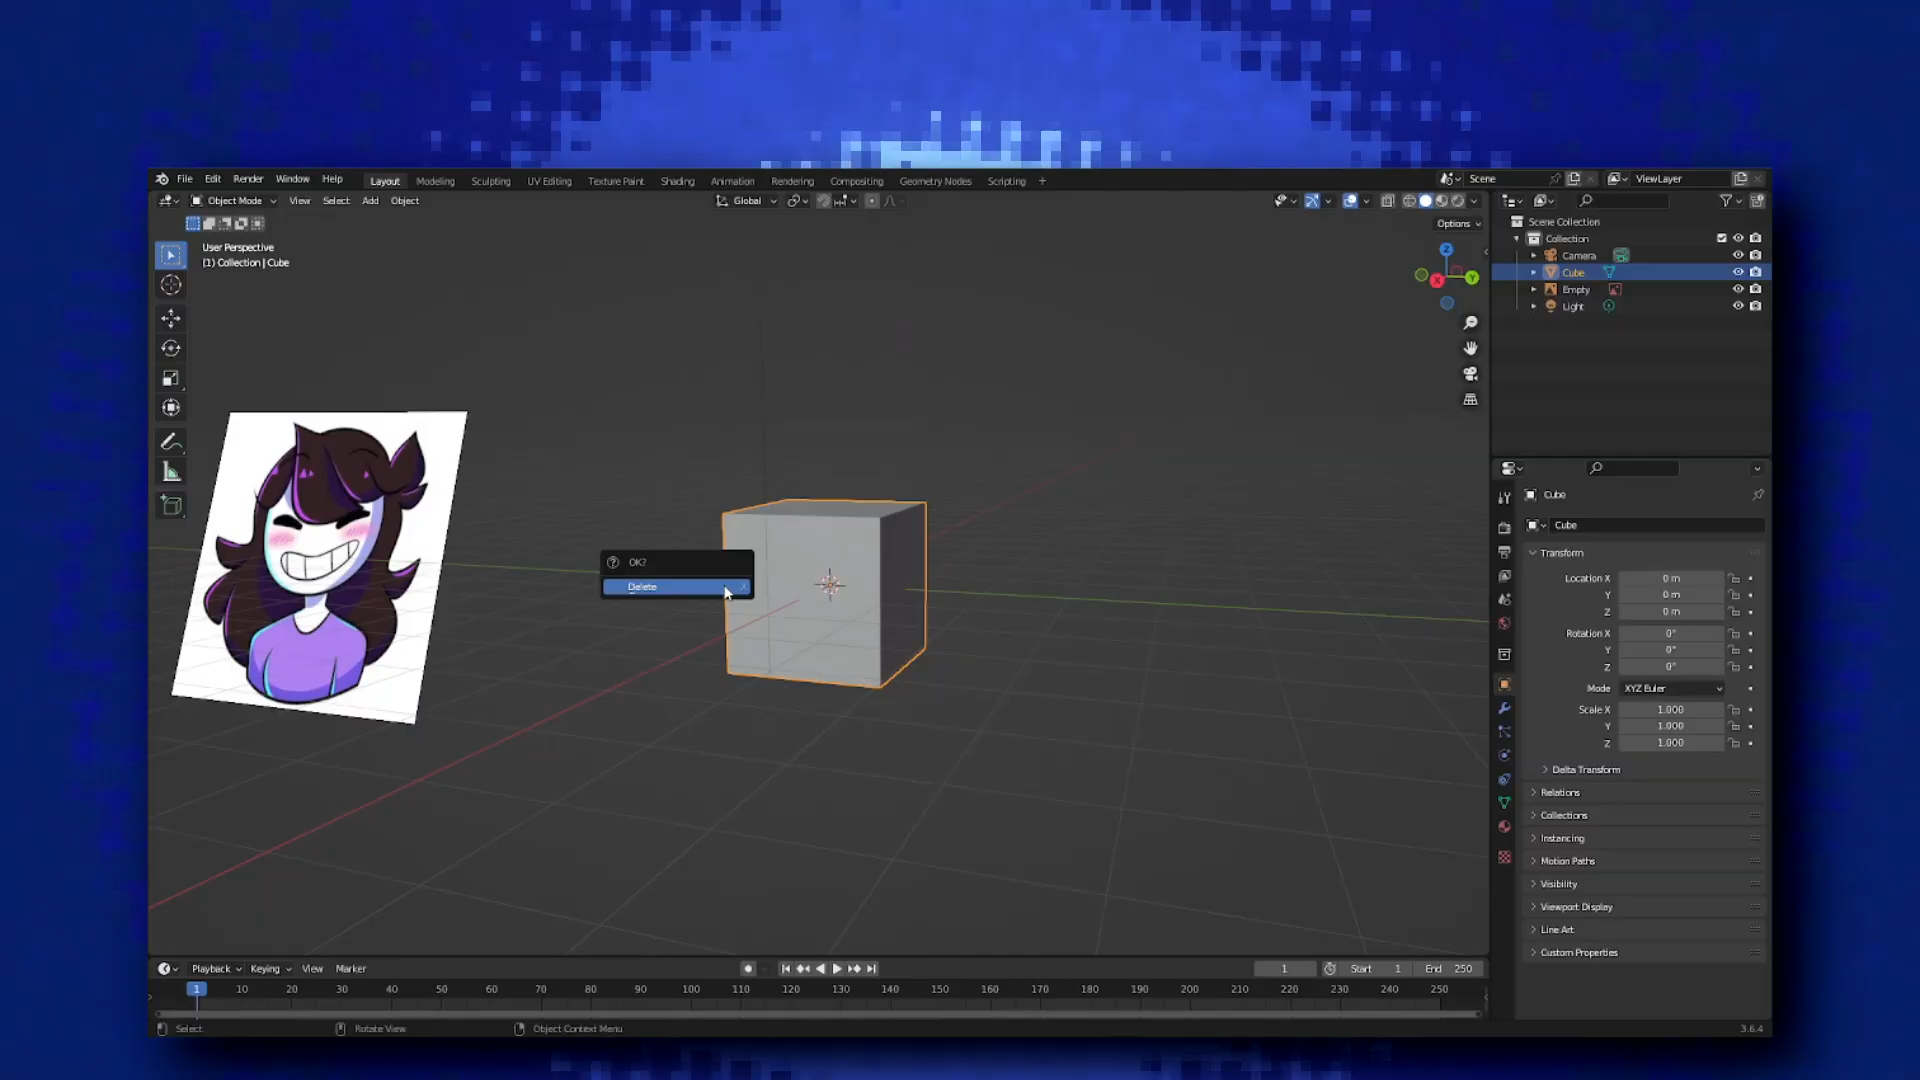 File Edit Render Window Help Layout Modeling Sculpting UV Editing Texture Paint Shading Animation Rendering Compositing Geometry Nodes Scripting + Scene ViewLayer
Object Mode View Select Add Object Global
Options
User Perspective
(1) Collection | Cube
Z
Y
X
OK?
Delete X
Scene Collection
Collection
Camera
Cube
Empty
Light
Cube
Cube
Transform
Location X 0 m
Y 0 m
Z 0 m
Rotation X 0°
Y 0°
Z 0°
Mode XYZ Euler
Scale X 1.000
Y 1.000
Z 1.000
Delta Transform
Relations
Collections
Instancing
Motion Paths
Visibility
Viewport Display
Line Art
Custom Properties
Playback Keying View Marker 1 Start 1 End 250
1 10 20 30 40 50 60 70 80 90 100 110 120 130 140 150 160 170 180 190 200 210 220 230 240 250
Select Rotate View Object Context Menu 3.6.4